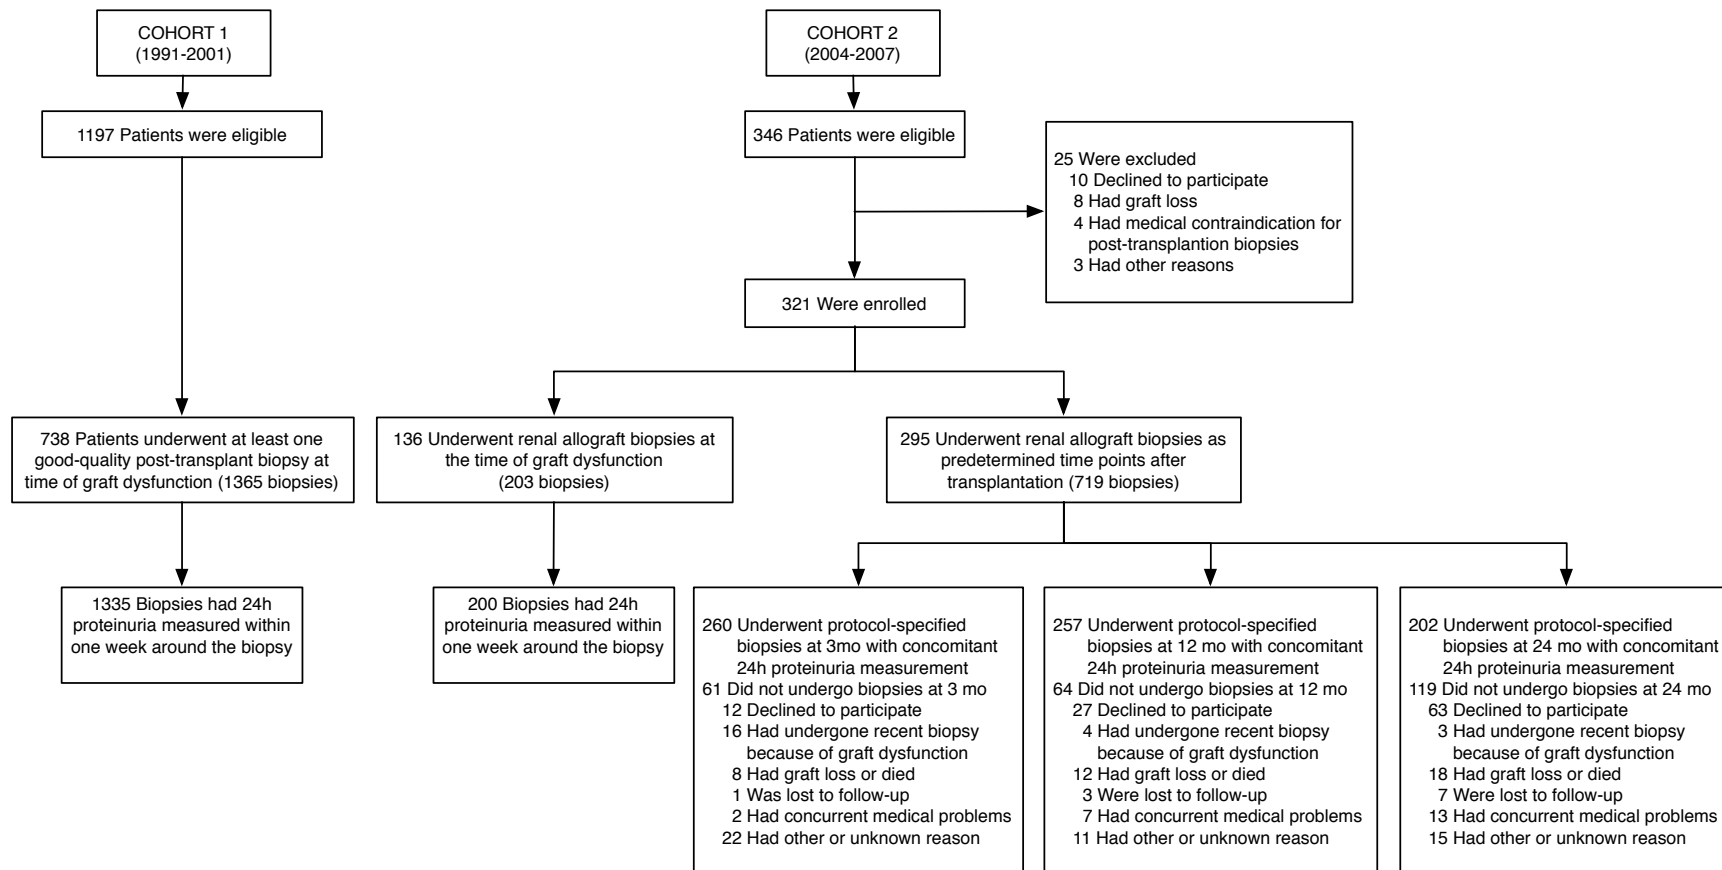 COHORT 1
(1991-2001)
1197 Patients were eligible
738 Patients underwent at least one
good-quality post-transplant biopsy at
time of graft dysfunction (1365 biopsies)
1335 Biopsies had 24h
proteinuria measured within
one week around the biopsy
COHORT 2
(2004-2007)
346 Patients were eligible
25 Were excluded
10 Declined to participate
8 Had graft loss
4 Had medical contraindication for
post-transplantion biopsies
3 Had other reasons
321 Were enrolled
136 Underwent renal allograft biopsies at
the time of graft dysfunction
(203 biopsies)
200 Biopsies had 24h
proteinuria measured within
one week around the biopsy
295 Underwent renal allograft biopsies as
predetermined time points after
transplantation (719 biopsies)
260 Underwent protocol-specified
biopsies at 3mo with concomitant
24h proteinuria measurement
61 Did not undergo biopsies at 3 mo
12 Declined to participate
16 Had undergone recent biopsy
because of graft dysfunction
8 Had graft loss or died
1 Was lost to follow-up
2 Had concurrent medical problems
22 Had other or unknown reason
257 Underwent protocol-specified
biopsies at 12 mo with concomitant
24h proteinuria measurement
64 Did not undergo biopsies at 12 mo
27 Declined to participate
4 Had undergone recent biopsy
because of graft dysfunction
12 Had graft loss or died
3 Were lost to follow-up
7 Had concurrent medical problems
11 Had other or unknown reason
202 Underwent protocol-specified
biopsies at 24 mo with concomitant
24h proteinuria measurement
119 Did not undergo biopsies at 24 mo
63 Declined to participate
3 Had undergone recent biopsy
because of graft dysfunction
18 Had graft loss or died
7 Were lost to follow-up
13 Had concurrent medical problems
15 Had other or unknown reason